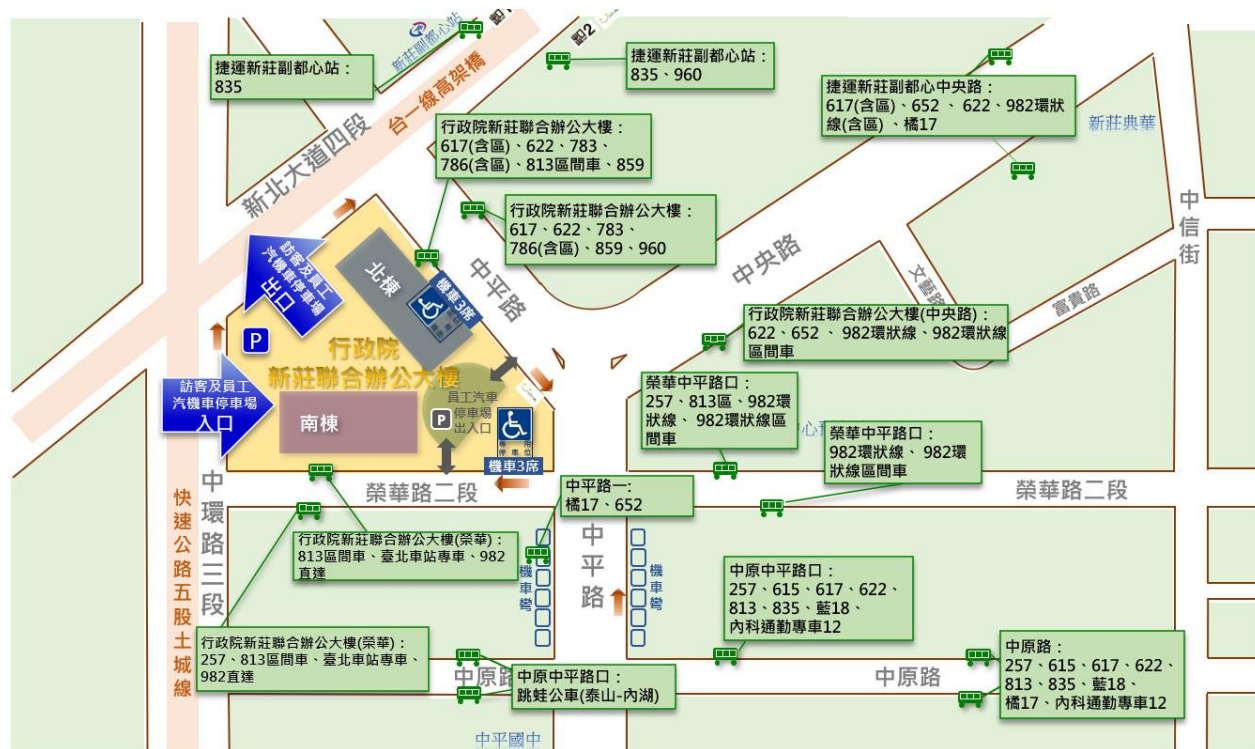 新莊副都心站
台一線高架橋
新北大道四段
捷運新莊副都心站：
835
捷運新莊副都心站：
835、960
捷運新莊副都心中央路：
617(含區)、652 、 622、982環狀
線(含區) 、橘17
新莊典華
中信街
行政院新莊聯合辦公大樓：
617(含區)、622、783、
786(含區)、813區間車、859
行政院新莊聯合辦公大樓：
617、622、783、
786(含區)、859、960
中平路
中央路
文藝路
富貴路
訪客及員工
汽機車停車場
出口
北棟
機車3席
P
行政院
新莊聯合辦公大樓
行政院新莊聯合辦公大樓(中央路)：
622、652 、 982環狀線、982環狀線
區間車
訪客及員工
汽機車停車場
入口
南棟
P
員工汽車
停車場
出入口
專用
停車位
機車3席
榮華中平路口：
257、813區、982環
狀線、 982環狀線區
間車
榮華中平路口：
982環狀線、 982環
狀線區間車
榮華路二段
榮華路二段
中環路三段
快速公路五股土城線
中平路一：
橘17、652
行政院新莊聯合辦公大樓(榮華)：
813區間車、臺北車站專車、982
直達
機車彎
中平路
機車彎
中原中平路口：
257、615、617、622、
813、835、藍18、
內科通勤專車12
行政院新莊聯合辦公大樓(榮華)：
257、813區間車、臺北車站專車、
982直達
中原路
中原中平路口：
跳蛙公車(泰山-內湖)
中原路
中原路：
257、615、617、622、
813、835、藍18、
橘17、內科通勤專車12
中平國中